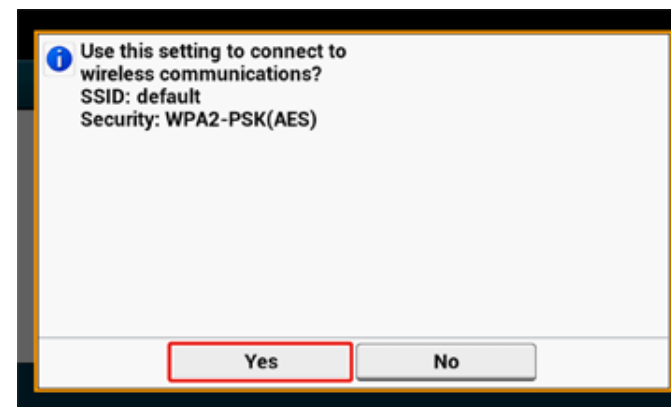 Use this setting to connect to
wireless communications?
SSID: default
Security: WPA2-PSK(AES)
Yes No